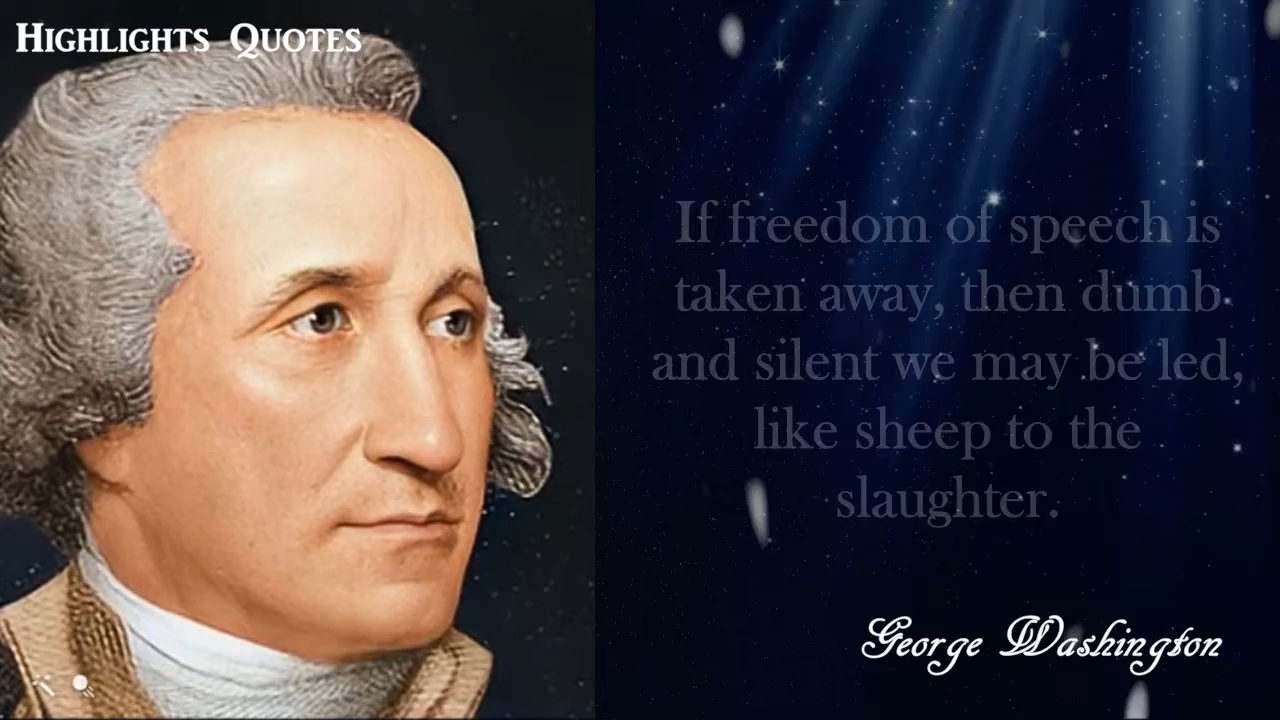 Highlights Quotes
If freedom of speech is
taken away, then dumb
and silent we may be led,
like sheep to the
slaughter.
George Washington